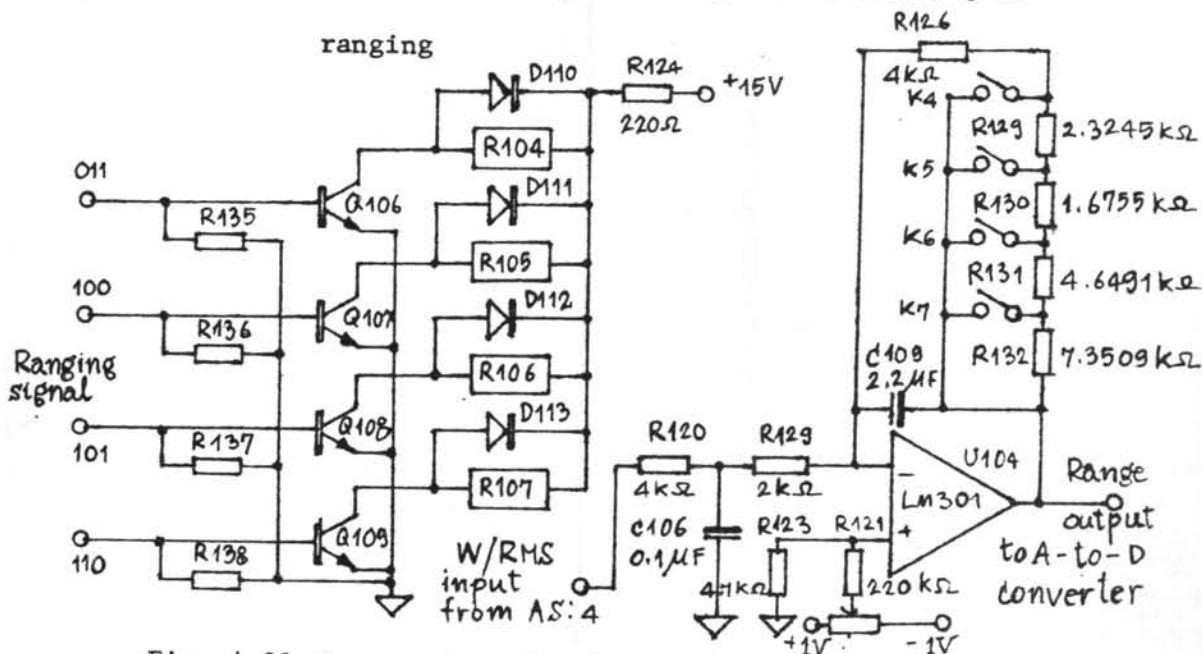 ranging
D110
R124
+15V
220Ω
R104
011
D111
Q106
R135
R105
100
D112
Q107
R136
Ranging
signal
R106
D113
Q108
R137
101
R107
Q109
110
R138
W/RMS
input
from AS:4
R120
4kΩ
C106
0.1µF
R129
2kΩ
R123
R121
220kΩ
+1V
-1V
R126
4kΩ
K4
R129
2.3245kΩ
K5
R130
1.6755kΩ
K6
R131
4.6491kΩ
K7
R132
7.3509kΩ
C109
2.2µF
U104
Lm301
−
+
Range
output
to A-to-D
converter